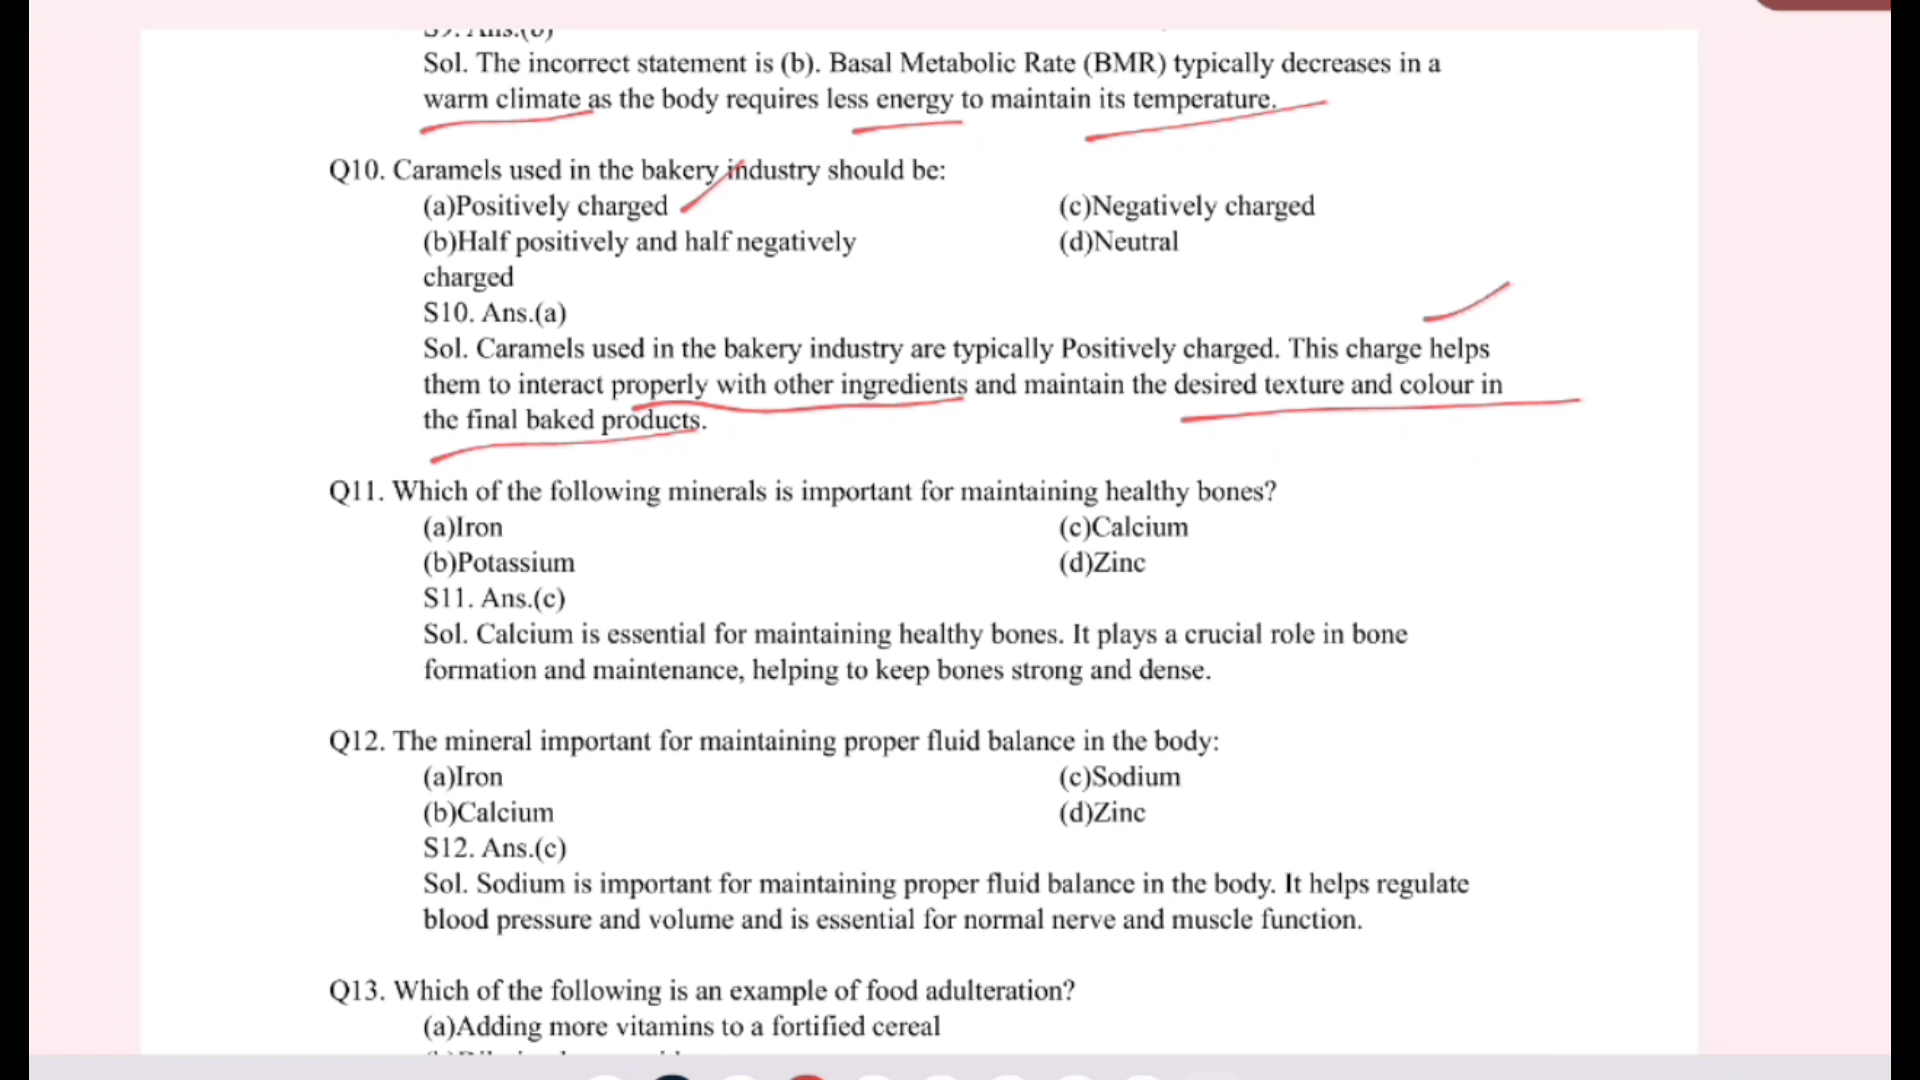 S9. Ans.(b)
Sol. The incorrect statement is (b). Basal Metabolic Rate (BMR) typically decreases in a
warm climate as the body requires less energy to maintain its temperature.
Q10. Caramels used in the bakery industry should be:
(a)Positively charged (c)Negatively charged
(b)Half positively and half negatively (d)Neutral
charged
S10. Ans.(a)
Sol. Caramels used in the bakery industry are typically Positively charged. This charge helps
them to interact properly with other ingredients and maintain the desired texture and colour in
the final baked products.
Q11. Which of the following minerals is important for maintaining healthy bones?
(a)Iron (c)Calcium
(b)Potassium (d)Zinc
S11. Ans.(c)
Sol. Calcium is essential for maintaining healthy bones. It plays a crucial role in bone
formation and maintenance, helping to keep bones strong and dense.
Q12. The mineral important for maintaining proper fluid balance in the body:
(a)Iron (c)Sodium
(b)Calcium (d)Zinc
S12. Ans.(c)
Sol. Sodium is important for maintaining proper fluid balance in the body. It helps regulate
blood pressure and volume and is essential for normal nerve and muscle function.
Q13. Which of the following is an example of food adulteration?
(a)Adding more vitamins to a fortified cereal